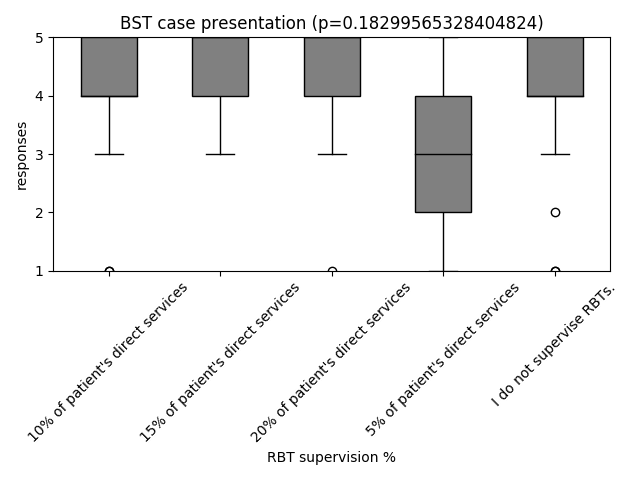 BST case presentation (p=0.18299565328404824)
responses
5
4
3
2
1
10% of patient's direct services
15% of patient's direct services
20% of patient's direct services
5% of patient's direct services
I do not supervise RBTs.
RBT supervision %